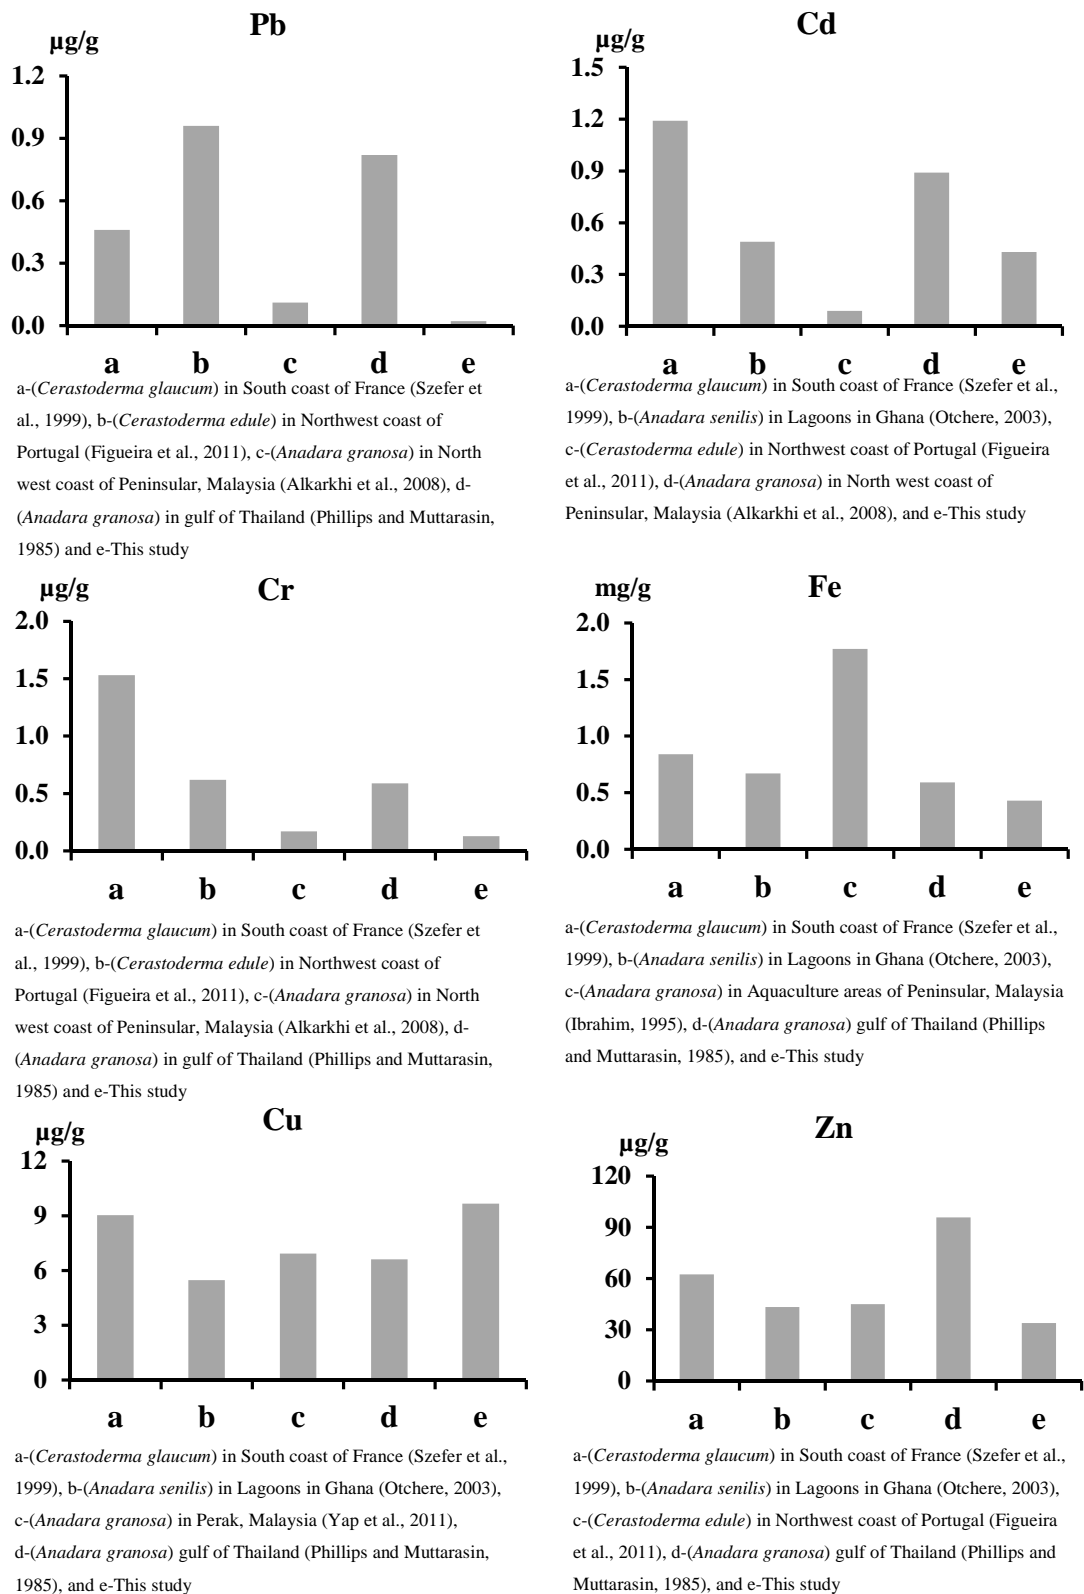 Pb
µg/g
1.2
0.9
0.6
0.3
0.0
a b c d e
a-(Cerastoderma glaucum) in South coast of France (Szefer et
al., 1999), b-(Cerastoderma edule) in Northwest coast of
Portugal (Figueira et al., 2011), c-(Anadara granosa) in North
west coast of Peninsular, Malaysia (Alkarkhi et al., 2008), d-
(Anadara granosa) in gulf of Thailand (Phillips and Muttarasin,
1985) and e-This study
Cd
µg/g
1.5
1.2
0.9
0.6
0.3
0.0
a b c d e
a-(Cerastoderma glaucum) in South coast of France (Szefer et al.,
1999), b-(Anadara senilis) in Lagoons in Ghana (Otchere, 2003),
c-(Cerastoderma edule) in Northwest coast of Portugal (Figueira
et al., 2011), d-(Anadara granosa) in North west coast of
Peninsular, Malaysia (Alkarkhi et al., 2008), and e-This study
Cr
µg/g
2.0
1.5
1.0
0.5
0.0
a b c d e
a-(Cerastoderma glaucum) in South coast of France (Szefer et
al., 1999), b-(Cerastoderma edule) in Northwest coast of
Portugal (Figueira et al., 2011), c-(Anadara granosa) in North
west coast of Peninsular, Malaysia (Alkarkhi et al., 2008), d-
(Anadara granosa) in gulf of Thailand (Phillips and Muttarasin,
1985) and e-This study
Fe
mg/g
2.0
1.5
1.0
0.5
0.0
a b c d e
a-(Cerastoderma glaucum) in South coast of France (Szefer et al.,
1999), b-(Anadara senilis) in Lagoons in Ghana (Otchere, 2003),
c-(Anadara granosa) in Aquaculture areas of Peninsular, Malaysia
(Ibrahim, 1995), d-(Anadara granosa) gulf of Thailand (Phillips
and Muttarasin, 1985), and e-This study
Cu
µg/g
12
9
6
3
0
a b c d e
a-(Cerastoderma glaucum) in South coast of France (Szefer et al.,
1999), b-(Anadara senilis) in Lagoons in Ghana (Otchere, 2003),
c-(Anadara granosa) in Perak, Malaysia (Yap et al., 2011),
d-(Anadara granosa) gulf of Thailand (Phillips and Muttarasin,
1985), and e-This study
Zn
µg/g
120
90
60
30
0
a b c d e
a-(Cerastoderma glaucum) in South coast of France (Szefer et al.,
1999), b-(Anadara senilis) in Lagoons in Ghana (Otchere, 2003),
c-(Cerastoderma edule) in Northwest coast of Portugal (Figueira
et al., 2011), d-(Anadara granosa) gulf of Thailand (Phillips and
Muttarasin, 1985), and e-This study